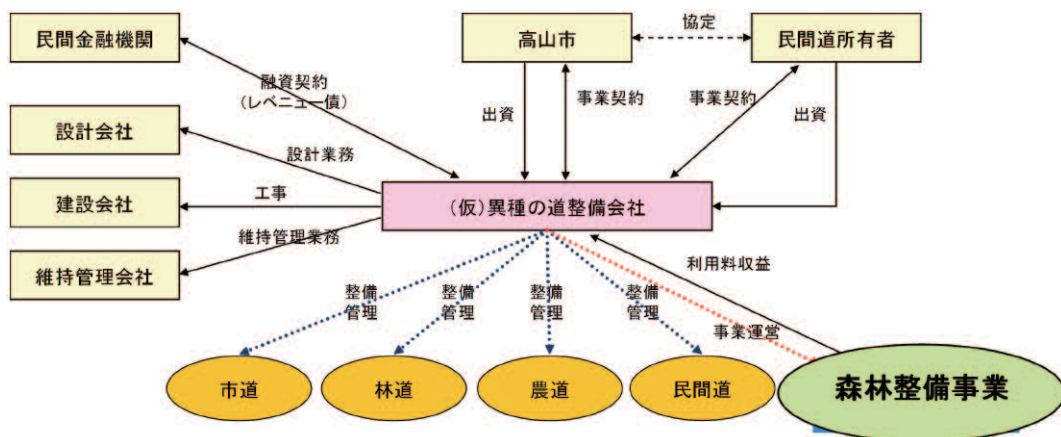 民間金融機関
高山市
協定
民間道所有者
融資契約
(レベニュー債)
出資
事業契約
事業契約
出資
設計会社
設計業務
建設会社
工事
(仮)異種の道整備会社
維持管理業務
維持管理会社
利用料収益
整備
管理
整備
管理
整備
管理
整備
管理
事業運営
市道
林道
農道
民間道
森林整備事業